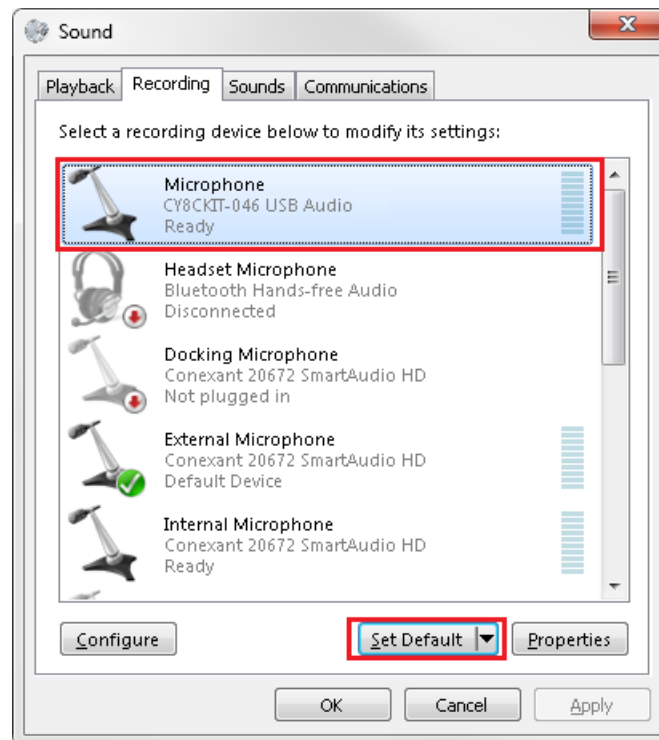 Sound
Playback Recording Sounds Communications
Select a recording device below to modify its settings:
Microphone
CY8CKIT-046 USB Audio
Ready
Headset Microphone
Bluetooth Hands-free Audio
Disconnected
Docking Microphone
Conexant 20672 SmartAudio HD
Not plugged in
External Microphone
Conexant 20672 SmartAudio HD
Default Device
Internal Microphone
Conexant 20672 SmartAudio HD
Ready
Configure Set Default Properties
OK Cancel Apply